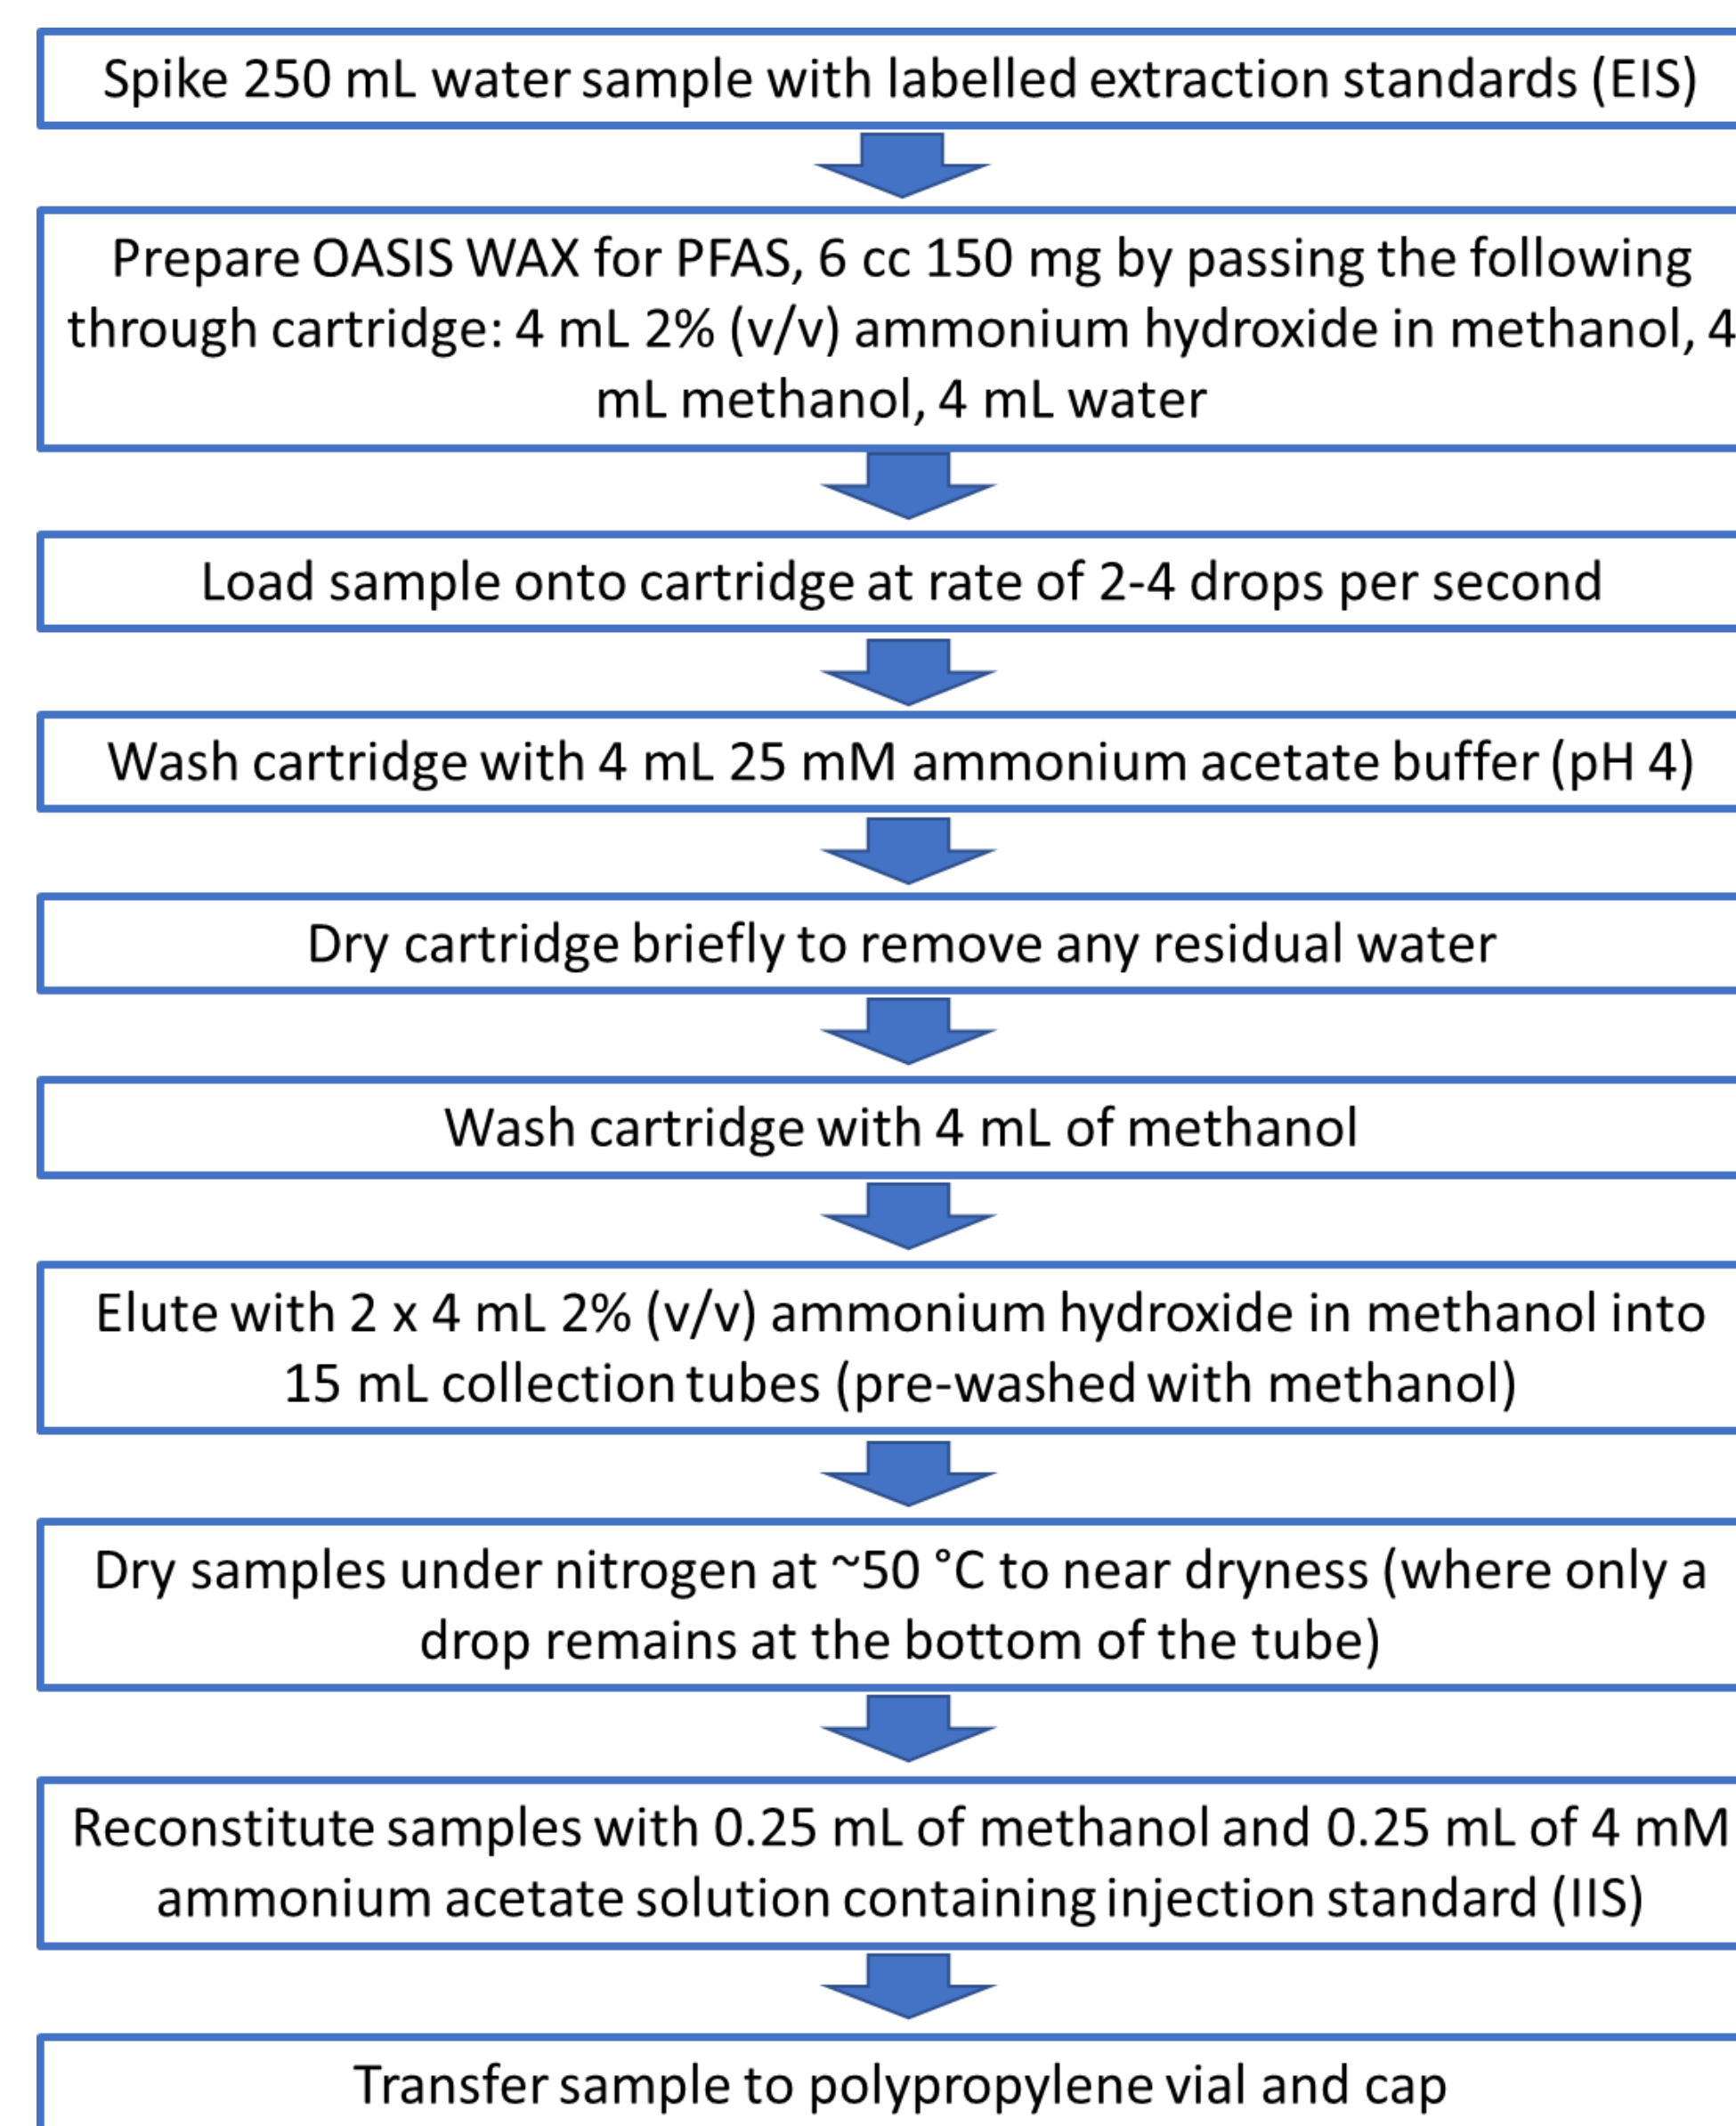 Spike 250 mL water sample with labelled extraction standards (EIS)
Prepare OASIS WAX for PFAS, 6 cc 150 mg by passing the following
through cartridge: 4 mL 2% (v/v) ammonium hydroxide in methanol, 4
mL methanol, 4 mL water
Load sample onto cartridge at rate of 2-4 drops per second
Wash cartridge with 4 mL 25 mM ammonium acetate buffer (pH 4)
Dry cartridge briefly to remove any residual water
Wash cartridge with 4 mL of methanol
Elute with 2 x 4 mL 2% (v/v) ammonium hydroxide in methanol into
15 mL collection tubes (pre-washed with methanol)
Dry samples under nitrogen at ~50 °C to near dryness (where only a
drop remains at the bottom of the tube)
Reconstitute samples with 0.25 mL of methanol and 0.25 mL of 4 mM
ammonium acetate solution containing injection standard (IIS)
Transfer sample to polypropylene vial and cap